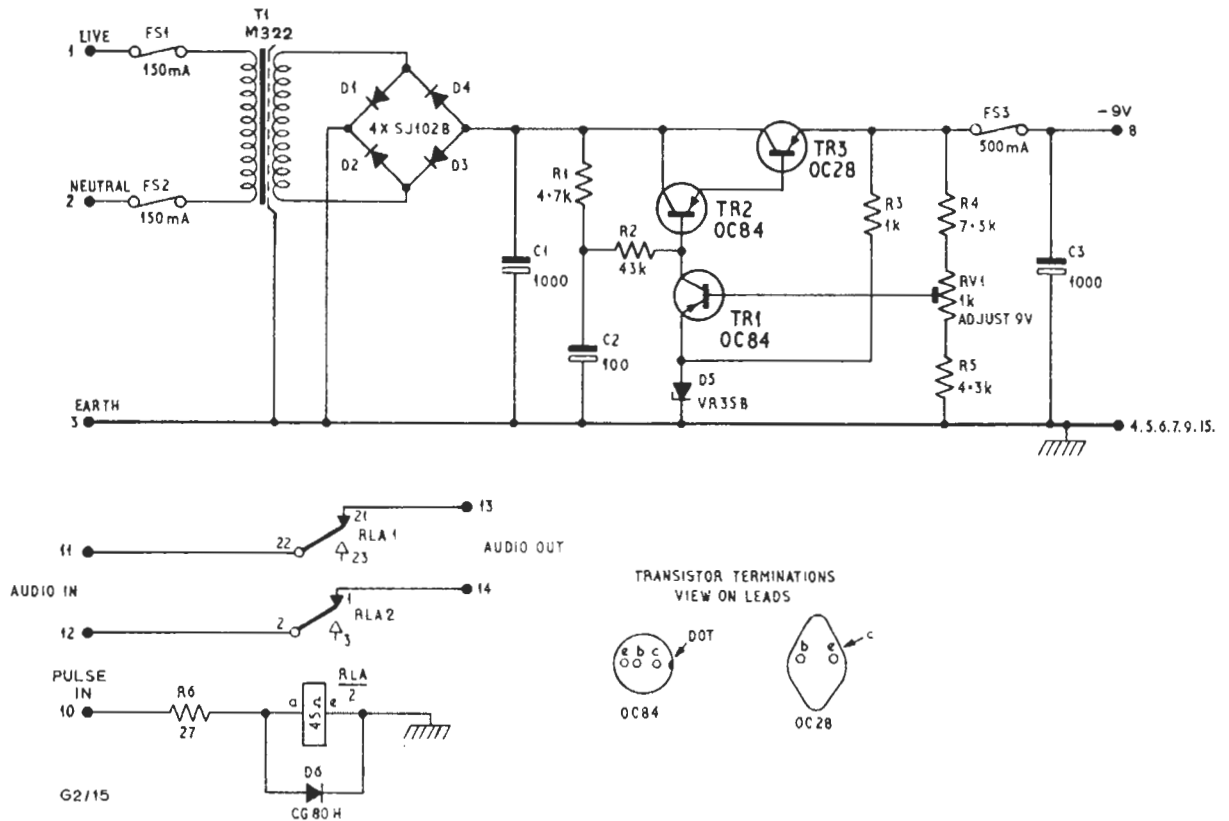 T1
M322
1 LIVE
FS1
150mA
2 NEUTRAL
FS2
150mA
D1
D4
4X SJ102B
D2
D3
R1
4·7k
R2
43k
C1
1000
C2
100
TR3
OC28
TR2
OC84
TR1
OC84
D5
VR35B
R3
1k
R4
7·5k
RV1
1k
ADJUST 9V
R5
4·3k
FS3
500mA
-9V
8
C3
1000
EARTH
3
4.5.6.7.9.15.
11
22
21
RLA 1
23
13
AUDIO OUT
AUDIO IN
12
2
1
RLA2
3
14
PULSE
IN
10
R6
27
a
45Ω
e
RLA
2
D6
CG80H
G2/15
TRANSISTOR TERMINATIONS
VIEW ON LEADS
DOT
e b c
OC84
b e
c
OC28